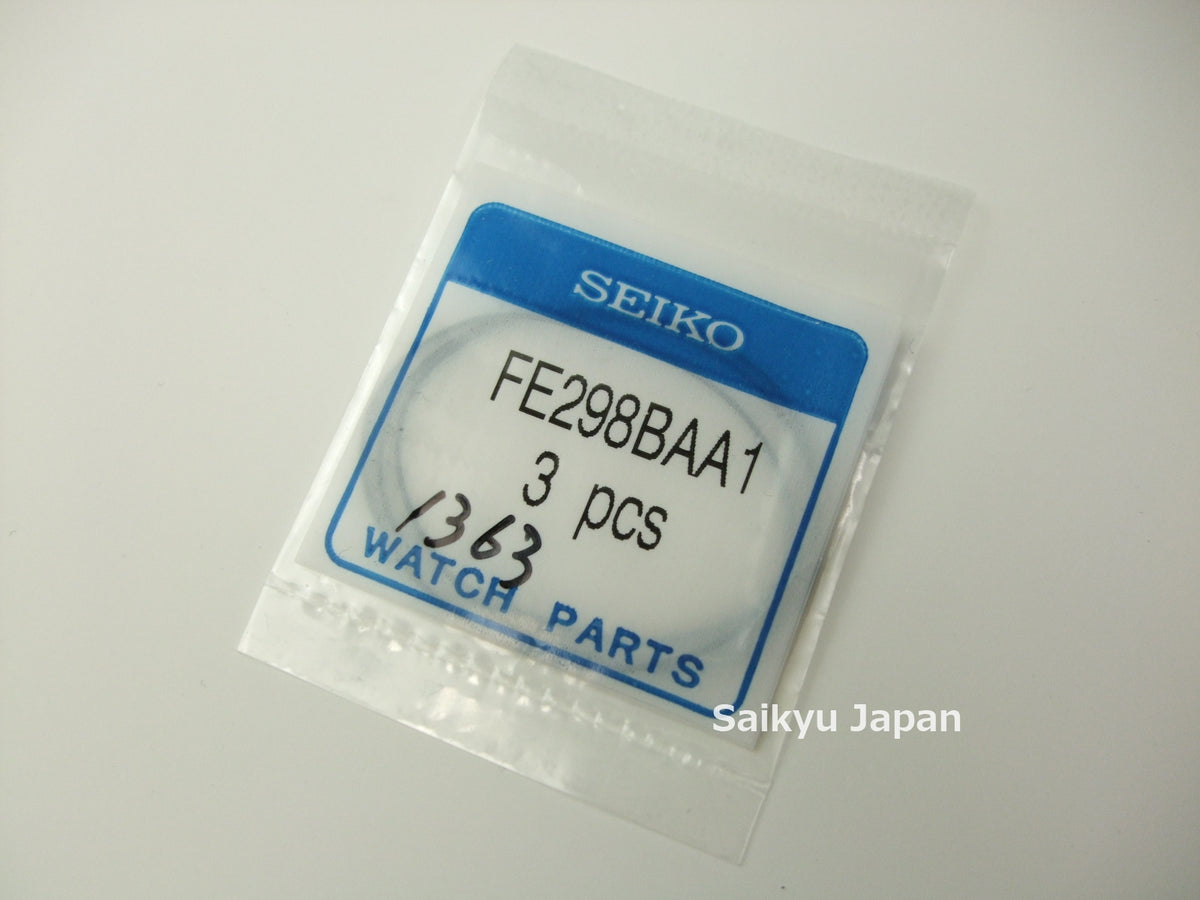 SEIKO
FE298BAA1
3 pcs
1363
WATCH PARTS
Saikyu Japan